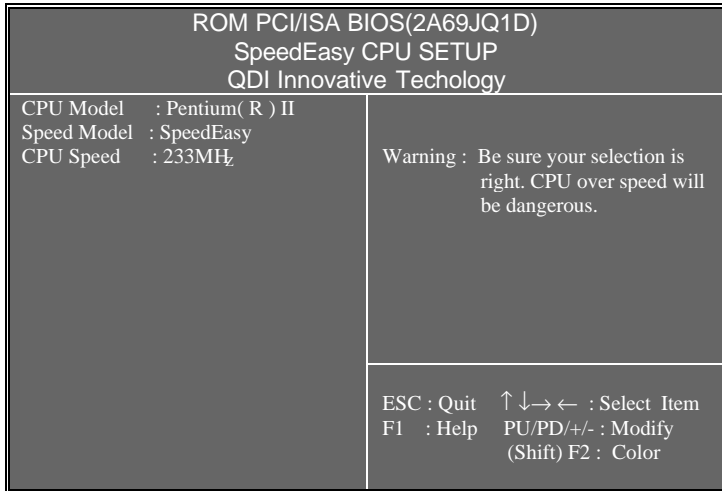 ROM PCI/ISA BIOS(2A69JQ1D)
SpeedEasy CPU SETUP
QDI Innovative Techology
CPU Model : Pentium( R ) II
Speed Model : SpeedEasy
CPU Speed : 233MHz
Warning : Be sure your selection is
right. CPU over speed will
be dangerous.
ESC : Quit ↑ ↓→ ← : Select Item
F1 : Help PU/PD/+/- : Modify
(Shift) F2 : Color